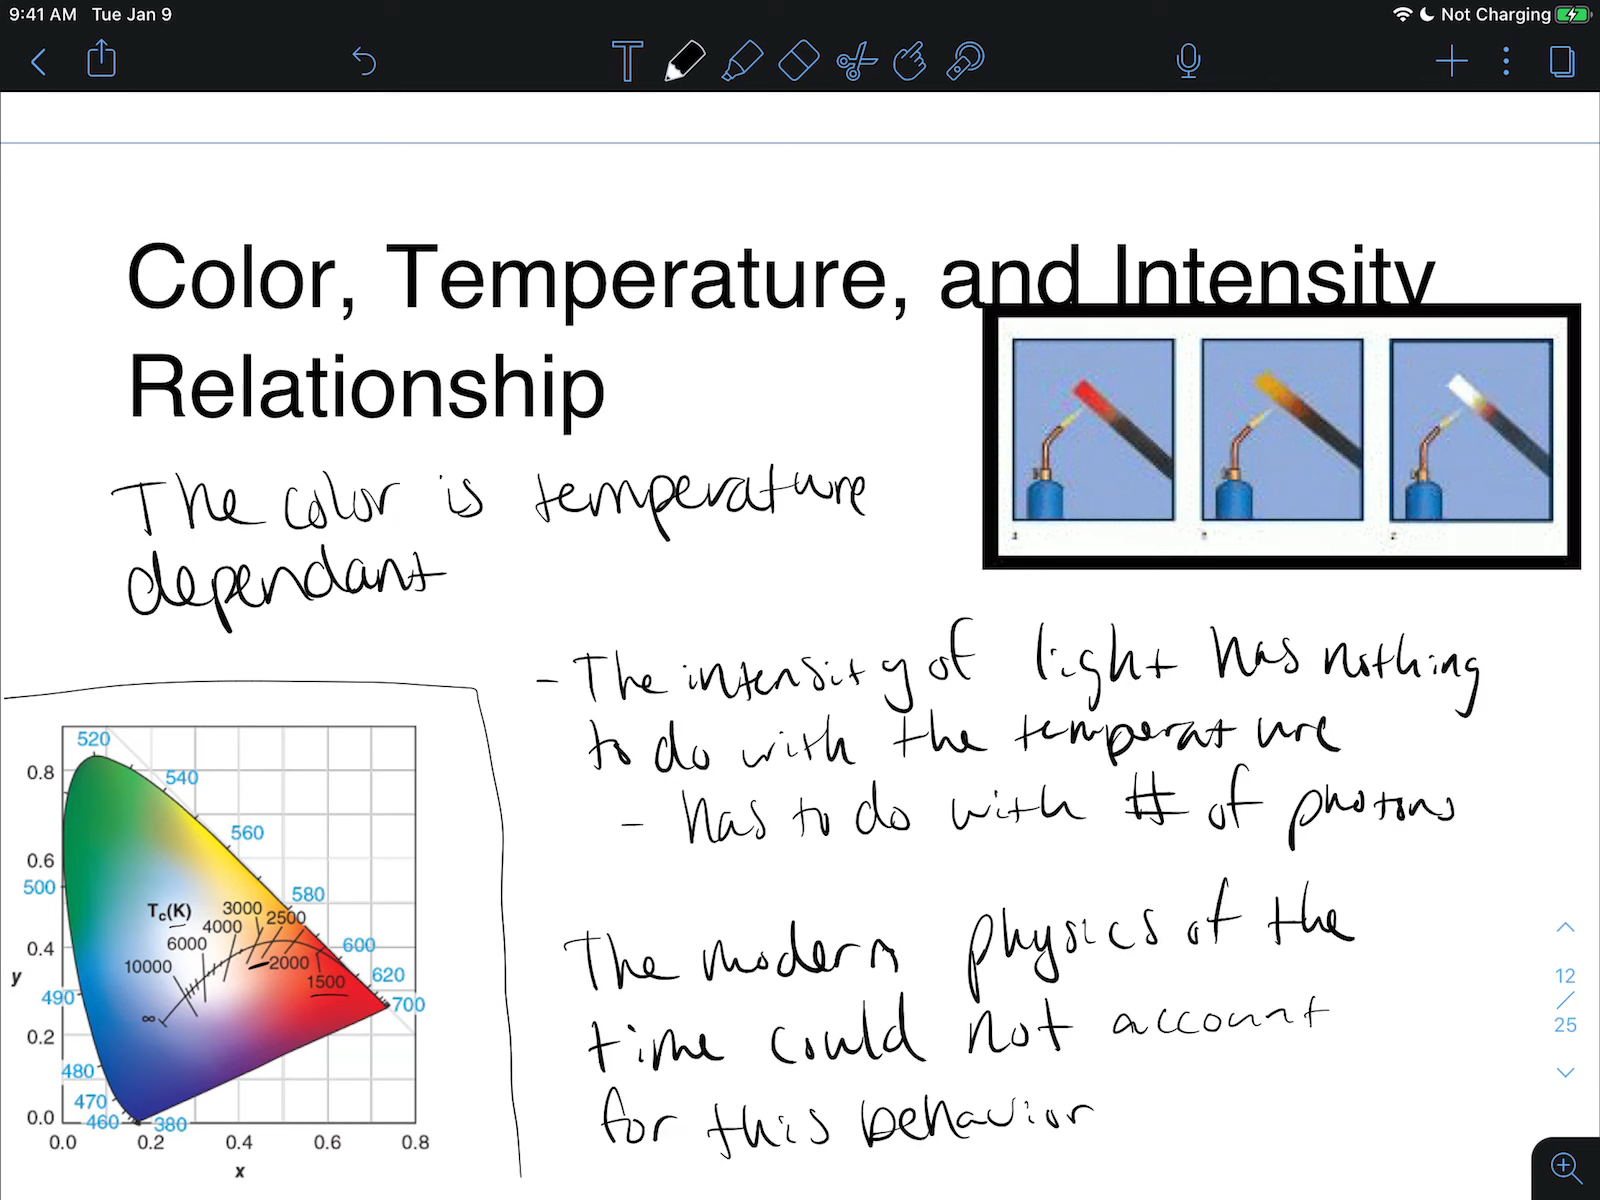 9:41 AM Tue Jan 9
Not Charging
Color, Temperature, and Intensity
Relationship
The color is temperature
dependant
- The intensity of light has nothing
to do with the temperature
- has to do with # of photons
The modern physics of the
time could not account
for this behavior
520
540
560
580
600
620
700
500
490
480
470
460
380
0.8
0.6
0.4
0.2
0.0
y
Tc(K)
3000
2500
4000
6000
2000
10000
1500
∞
0.0 0.2 0.4 0.6 0.8
x
12
/
25